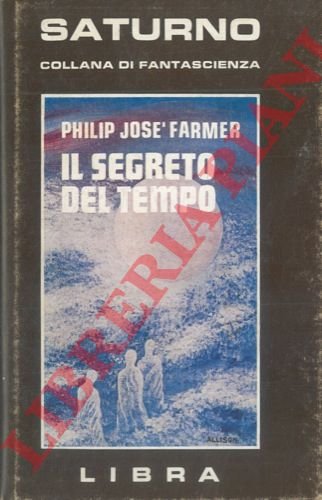 SATURNO
COLLANA DI FANTASCIENZA
PHILIP JOSE' FARMER
IL SEGRETO
DEL TEMPO
ALLISON
LIBRA
LIBRERIA PIANI